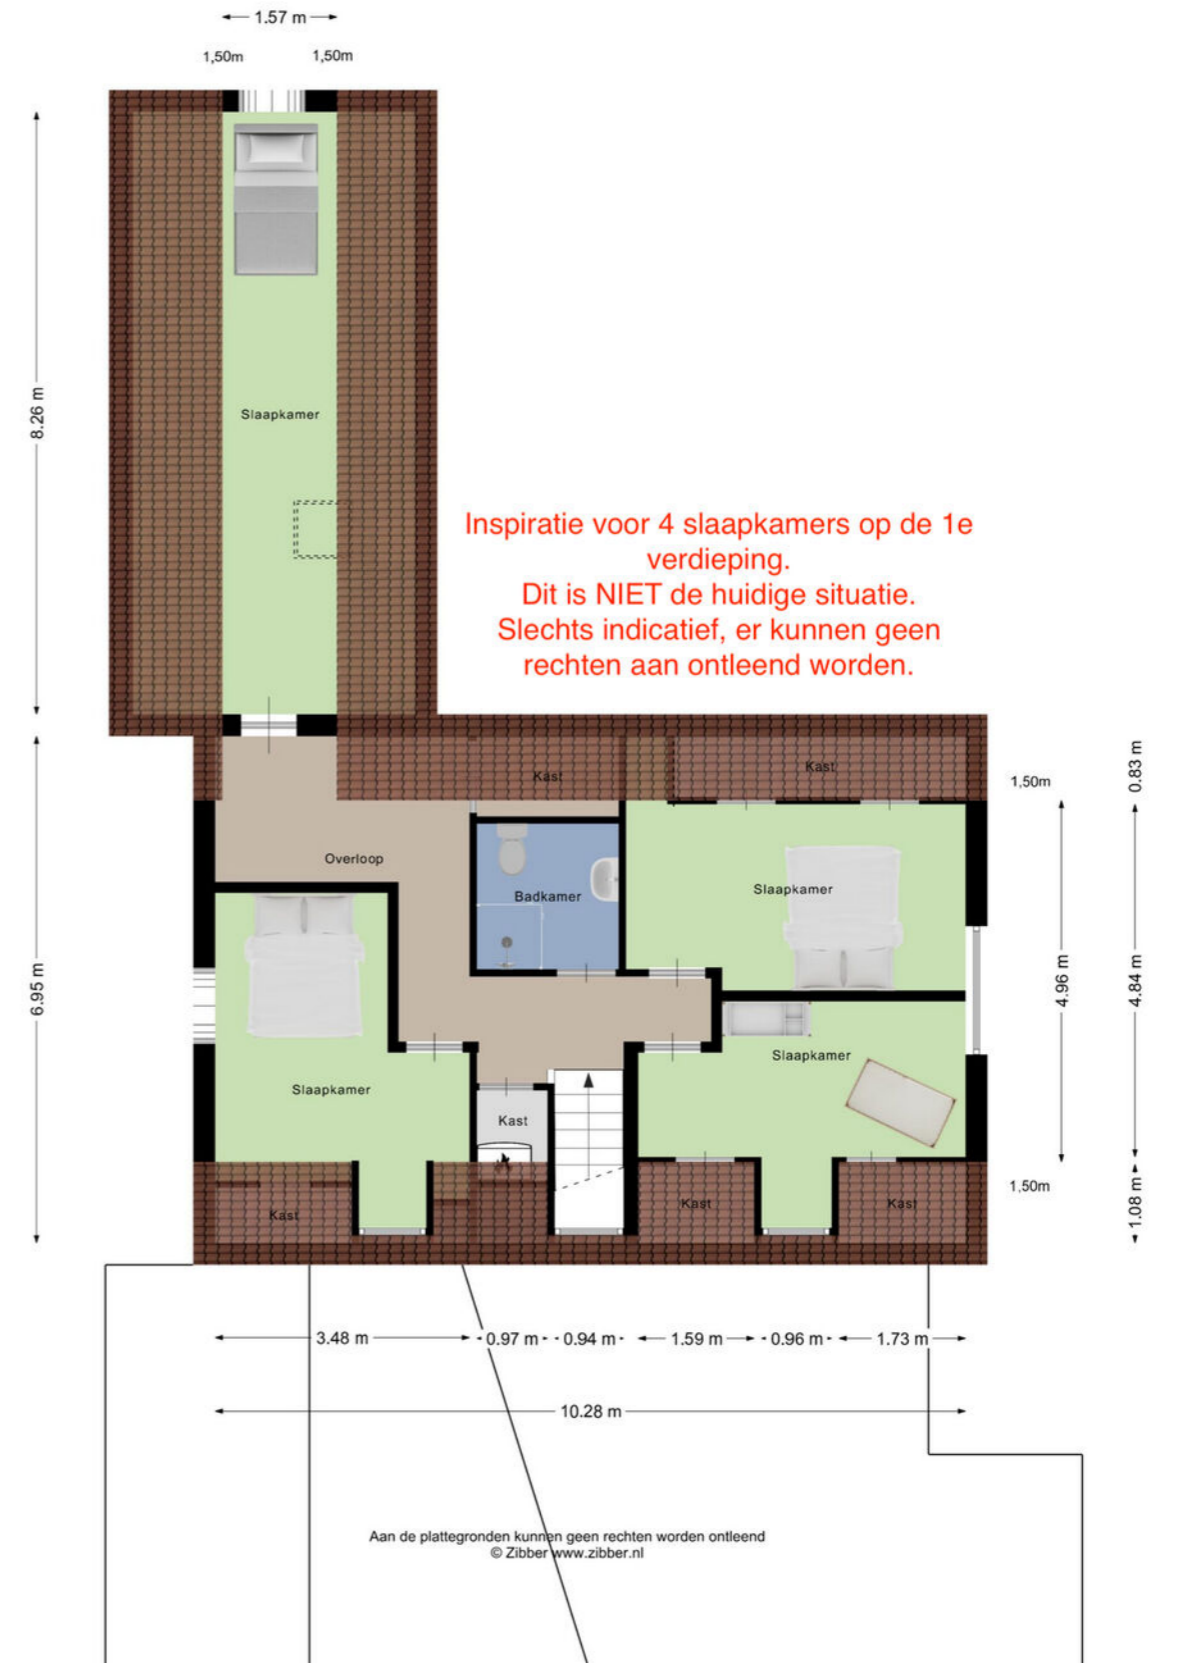 1.57 m
1,50m
1,50m
8.26 m
Slaapkamer
Inspiratie voor 4 slaapkamers op de 1e
verdieping.
Dit is NIET de huidige situatie.
Slechts indicatief, er kunnen geen
rechten aan ontleend worden.
Kast
Kast
1,50m
0.83 m
Overloop
Badkamer
Slaapkamer
6.95 m
4.96 m
4.84 m
Slaapkamer
Slaapkamer
Kast
Kast
Kast
Kast
1,50m
1.08 m
3.48 m
0.97 m
0.94 m
1.59 m
0.96 m
1.73 m
10.28 m
Aan de plattegronden kunnen geen rechten worden ontleend
© Zibber www.zibber.nl